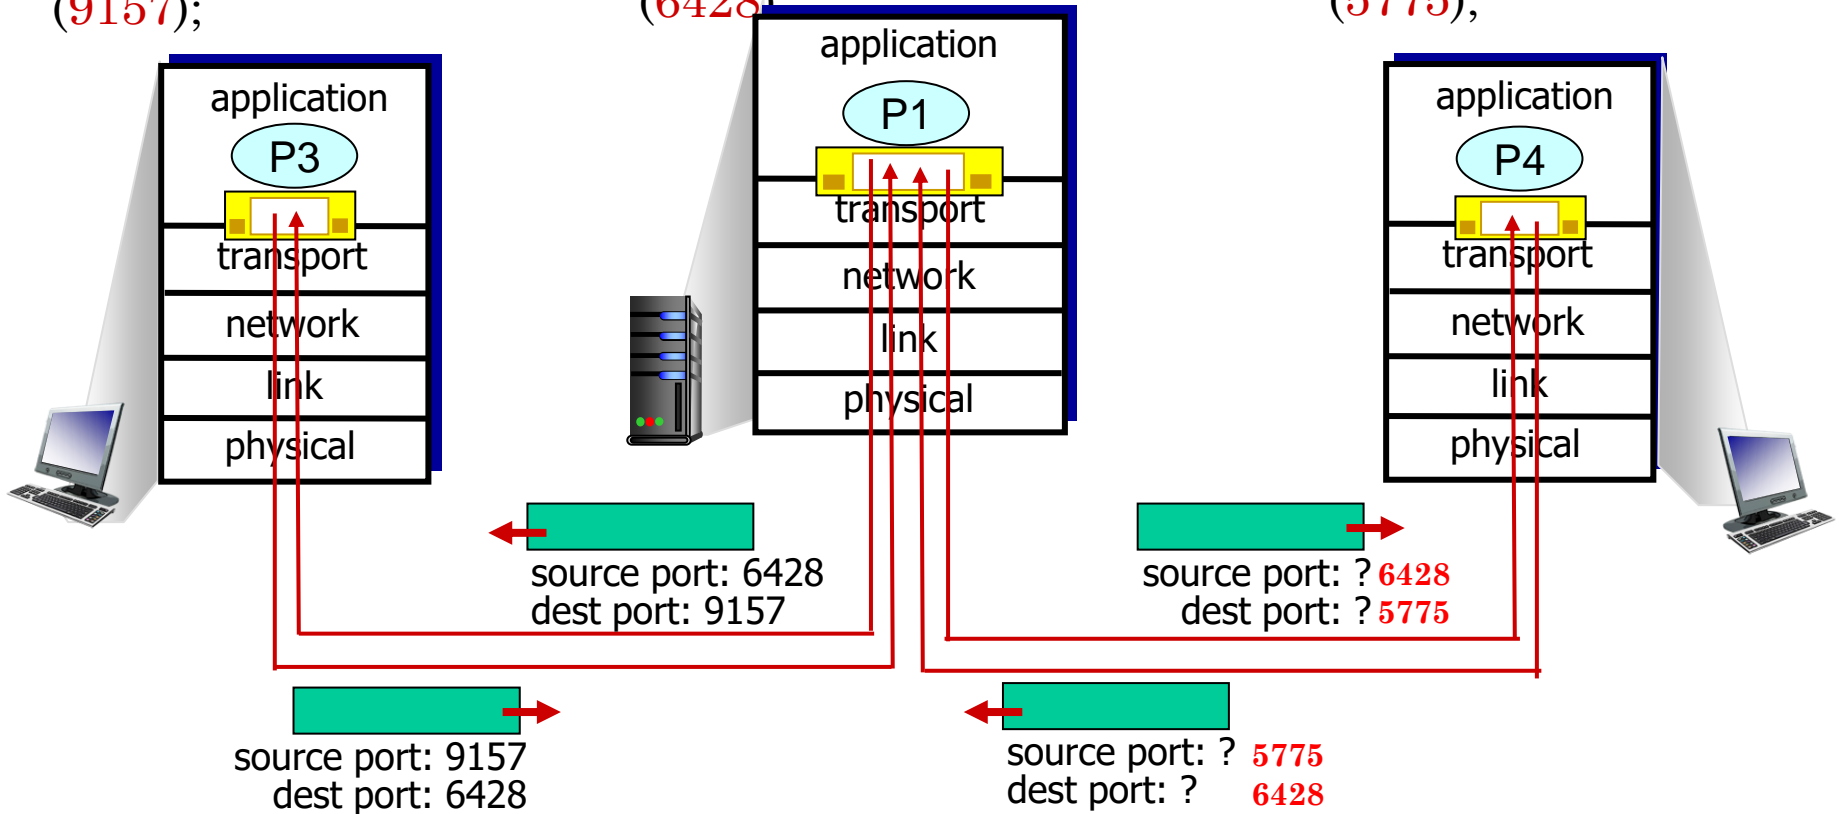 (9157);
(6428)
(5775);
application
P3
transport
network
link
physical
application
P1
transport
network
link
physical
application
P4
transport
network
link
physical
source port: 6428
dest port: 9157
source port: ? 6428
dest port: ? 5775
source port: 9157
dest port: 6428
source port: ? 5775
dest port: ? 6428